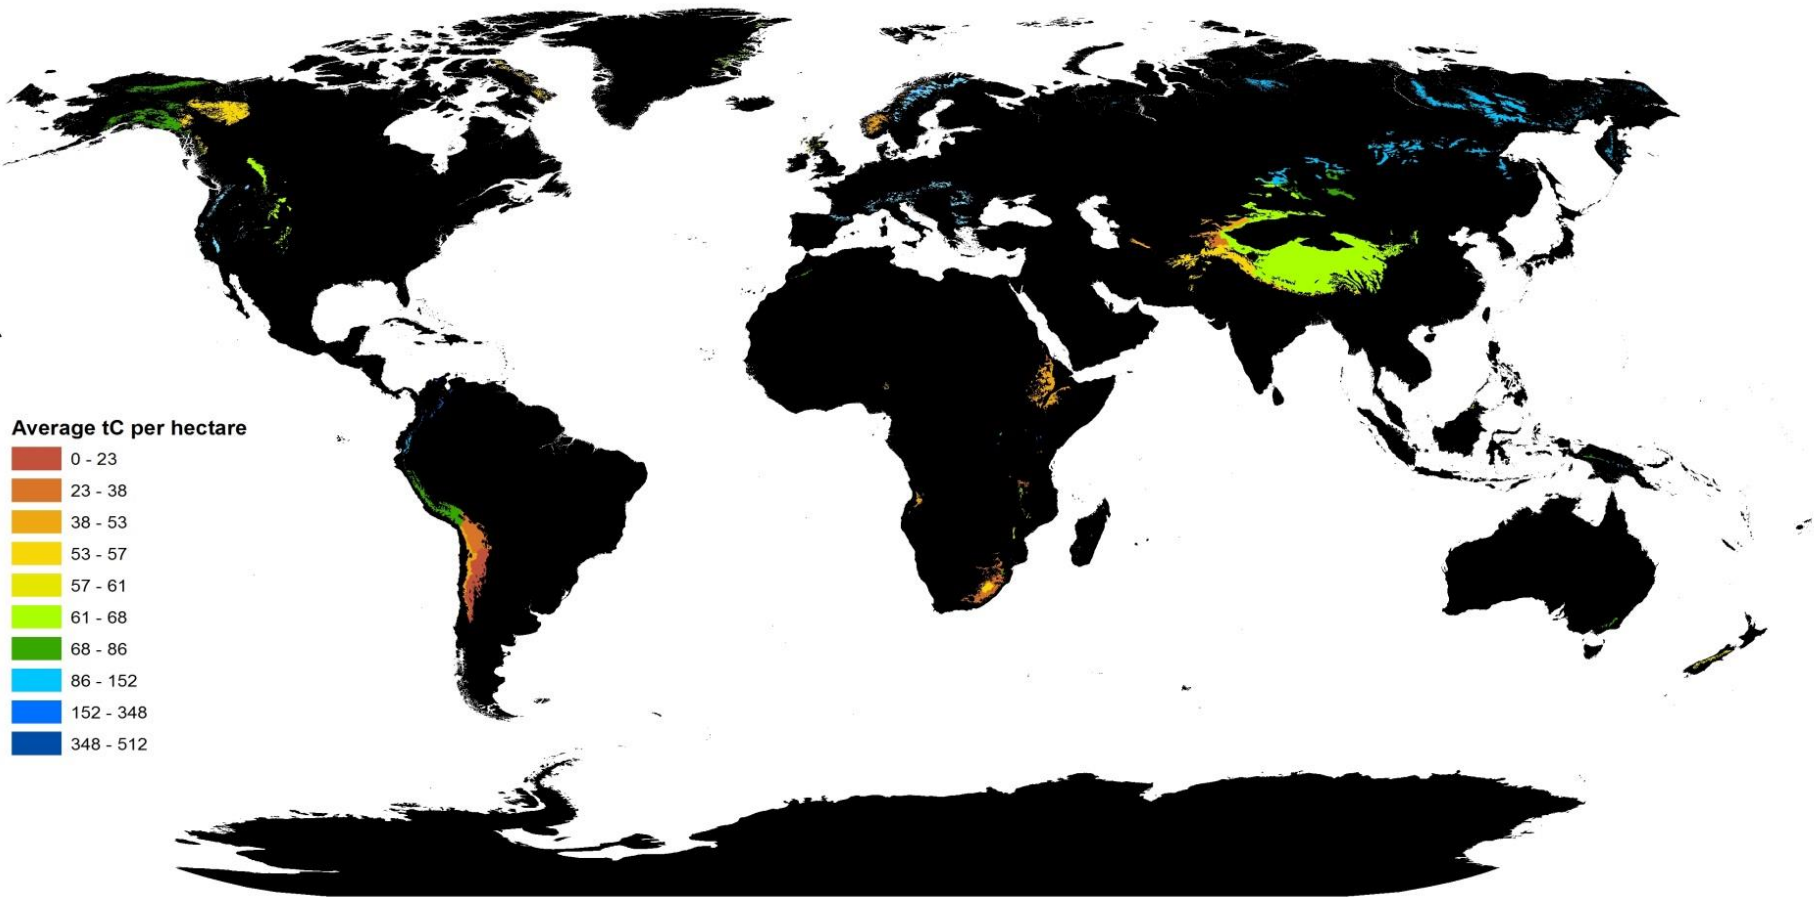 Average tC per hectare
0 - 23
23 - 38
38 - 53
53 - 57
57 - 61
61 - 68
68 - 86
86 - 152
152 - 348
348 - 512